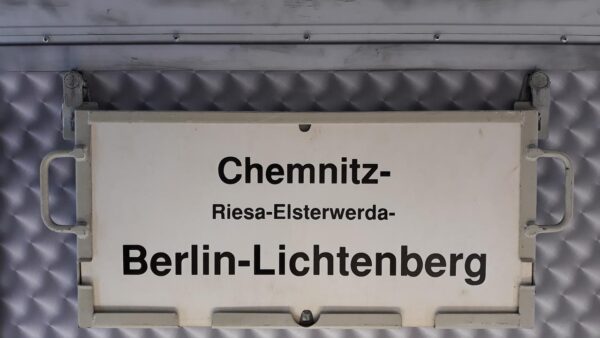 Chemnitz-
Riesa-Elsterwerda-
Berlin-Lichtenberg